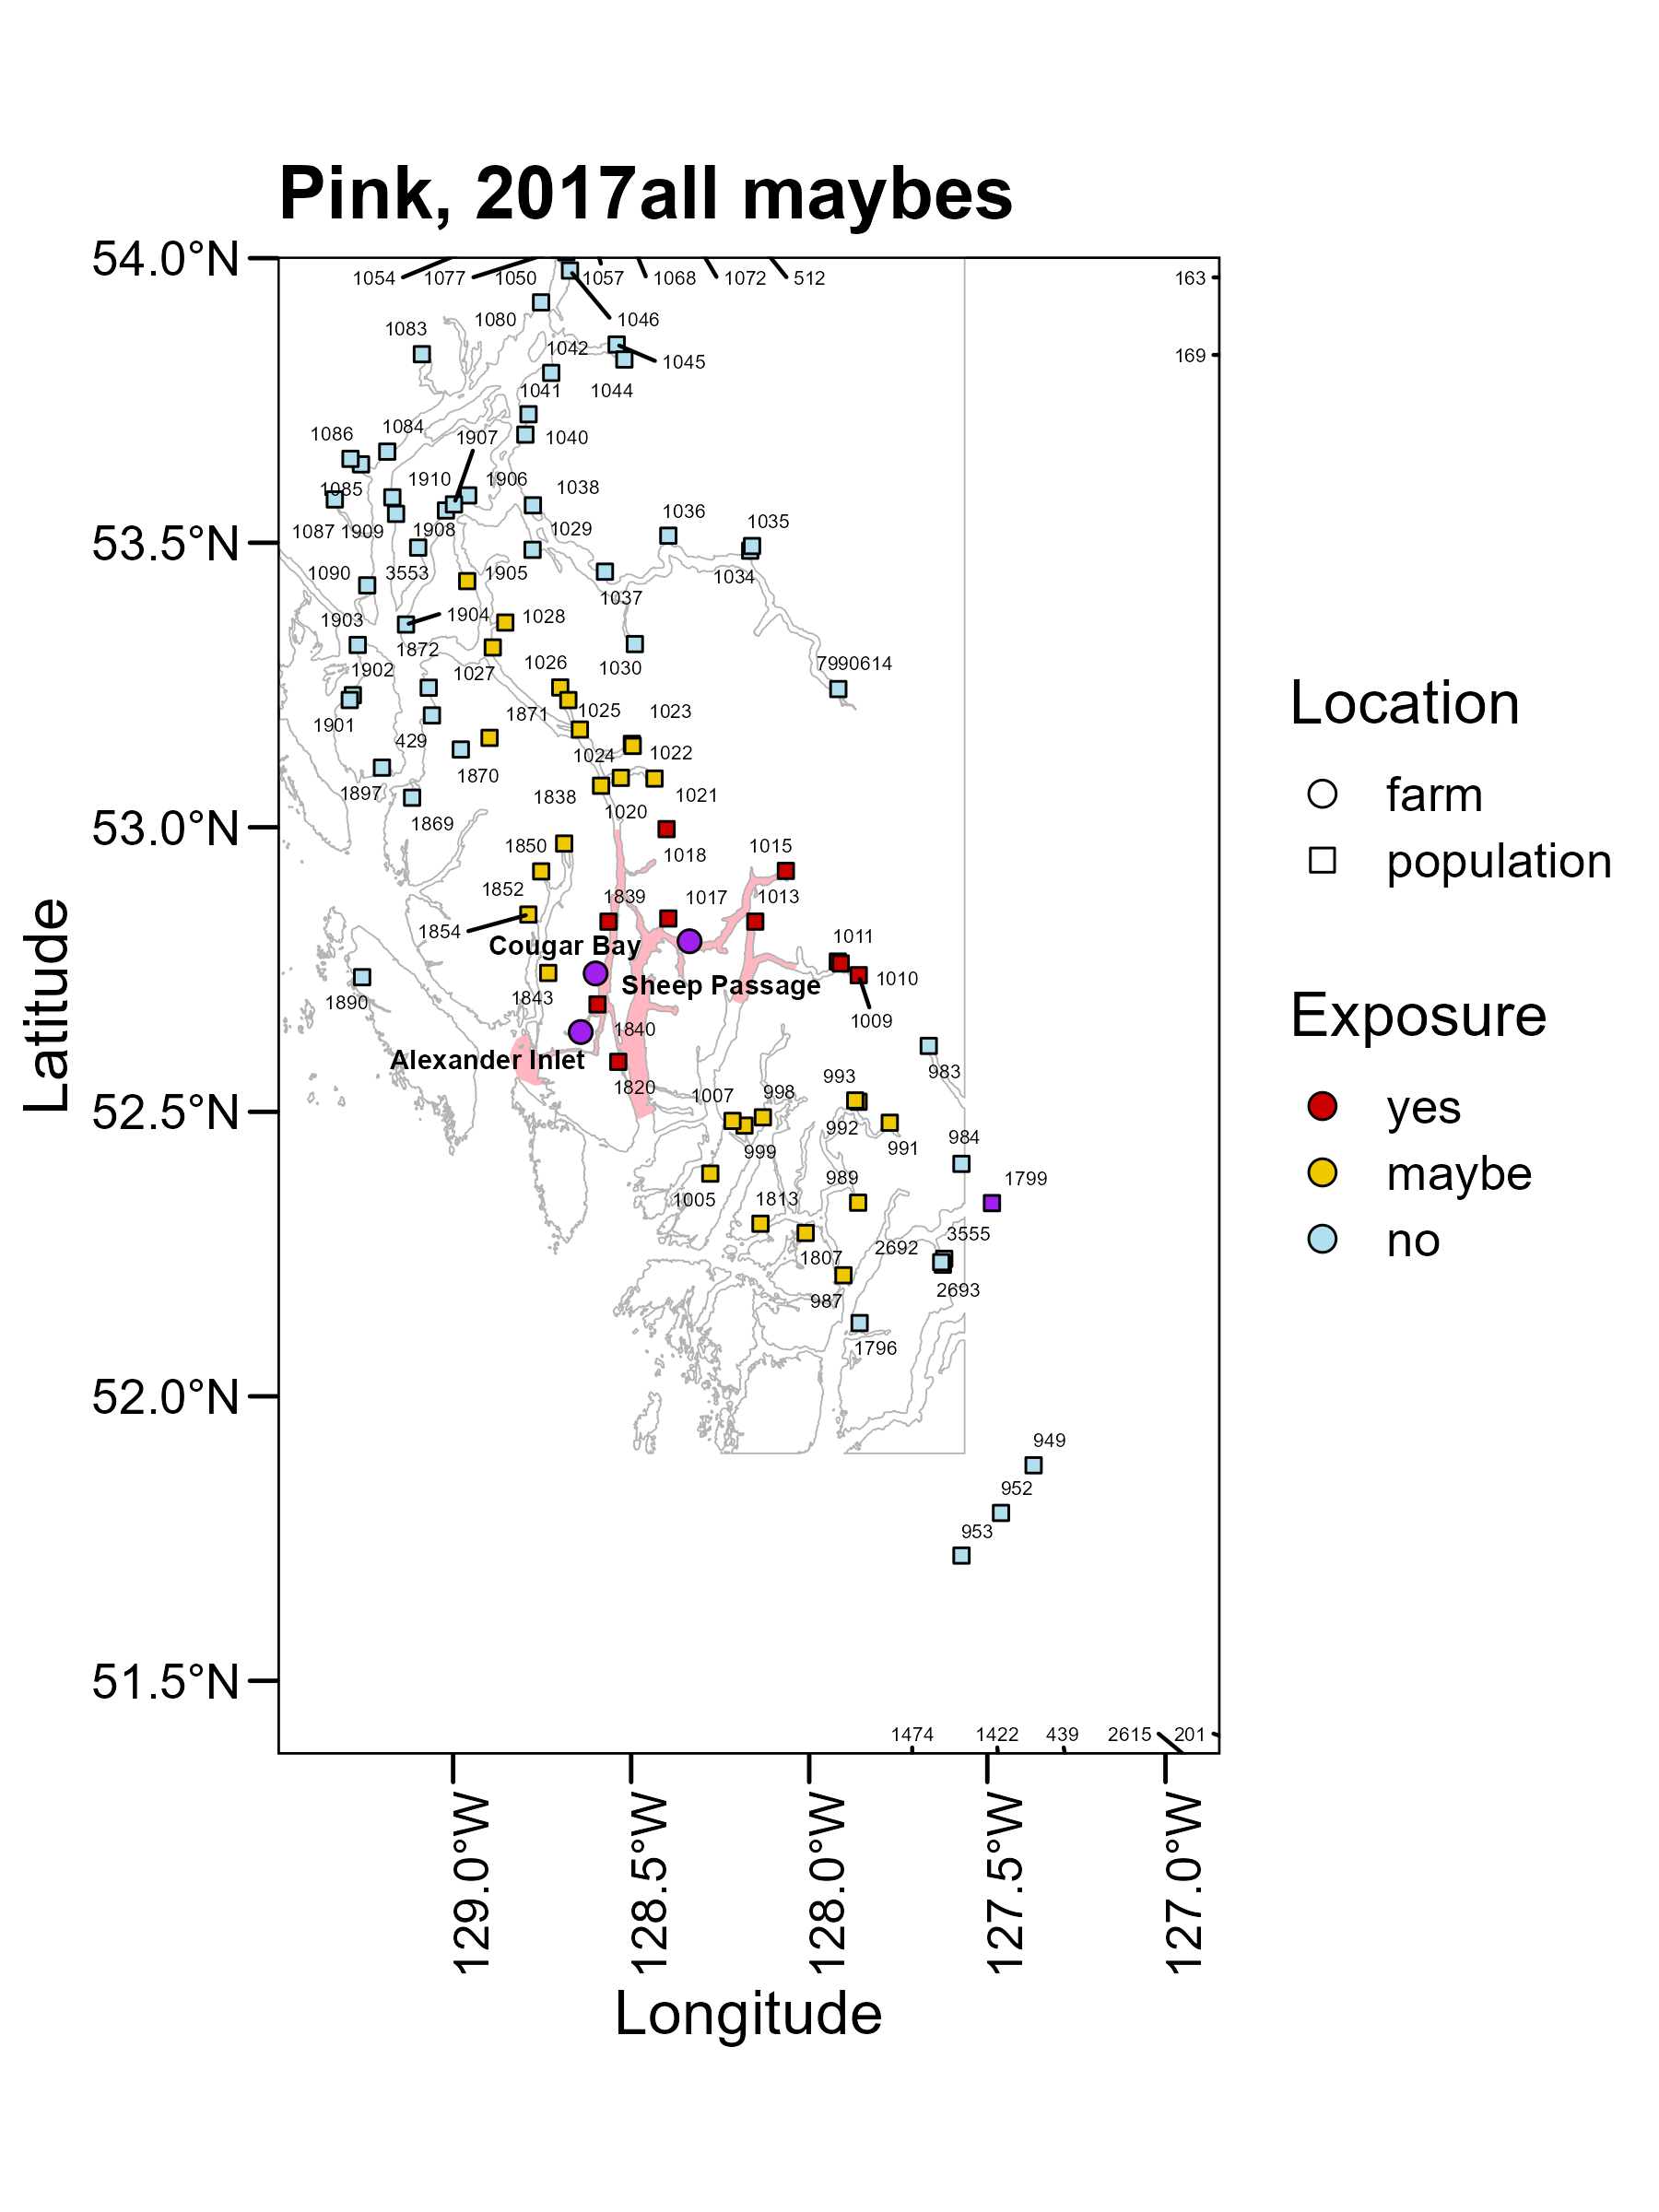 Pink, 2017all maybes
54.0°N
1054 1077 1050 1057 1068 1072 512 163
1080 1046
1083
1042 169
1045
1041 1044
1086 1084 1907 1040
1085 1910 1906 1038
1036
1035
1087 1909 1908 1029
53.5°N
1090 3553 1905 1034
1037
1903 1904 1028
1872
1902 1027 1026 1030 7990614
1901 1871 1025 1023
429 1024 1022
1870
1897 1838 1021
1869 1020
53.0°N
1850 1018 1015
1852 1839 1017 1013
1854 1011
Cougar Bay
1010
Sheep Passage
1890 1843
1009
1840
Alexander Inlet
983
1820 1007 998 993
52.5°N
992
999 991 984
1005 1813 989 1799
2692 3555
1807
987 2693
1796
52.0°N
949
952
953
51.5°N
1474 1422 439 2615 201
129.0°W
128.5°W
128.0°W
127.5°W
127.0°W
Longitude
Latitude
Location
farm
population
Exposure
yes
maybe
no